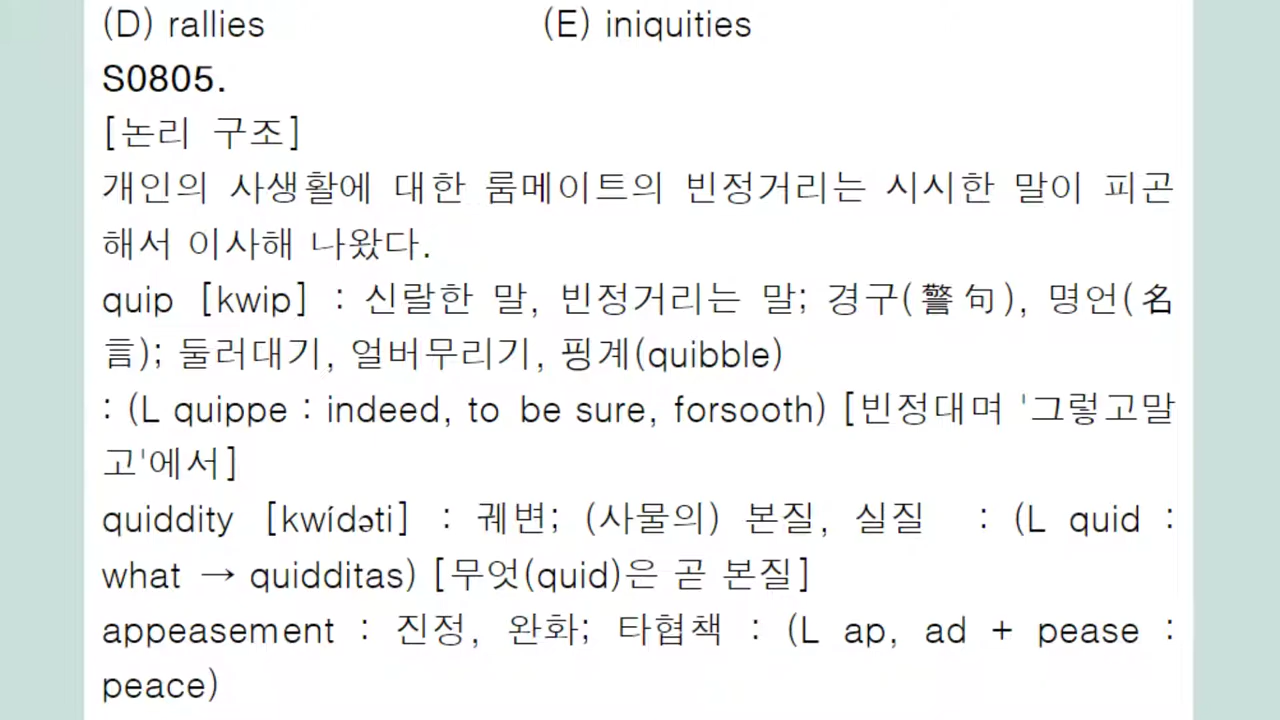 (D) rallies (E) iniquities
S0805.
[논리 구조]
개인의 사생활에 대한 룸메이트의 빈정거리는 시시한 말이 피곤
해서 이사해 나왔다.
quip [kwip] : 신랄한 말, 빈정거리는 말; 경구(警句), 명언(名
言); 둘러대기, 얼버무리기, 핑계(quibble)
: (L quippe : indeed, to be sure, forsooth) [빈정대며 '그렇고말
고'에서]
quiddity [kwídəti] : 궤변; (사물의) 본질, 실질 : (L quid :
what → quidditas) [무엇(quid)은 곧 본질]
appeasement : 진정, 완화; 타협책 : (L ap, ad + pease :
peace)